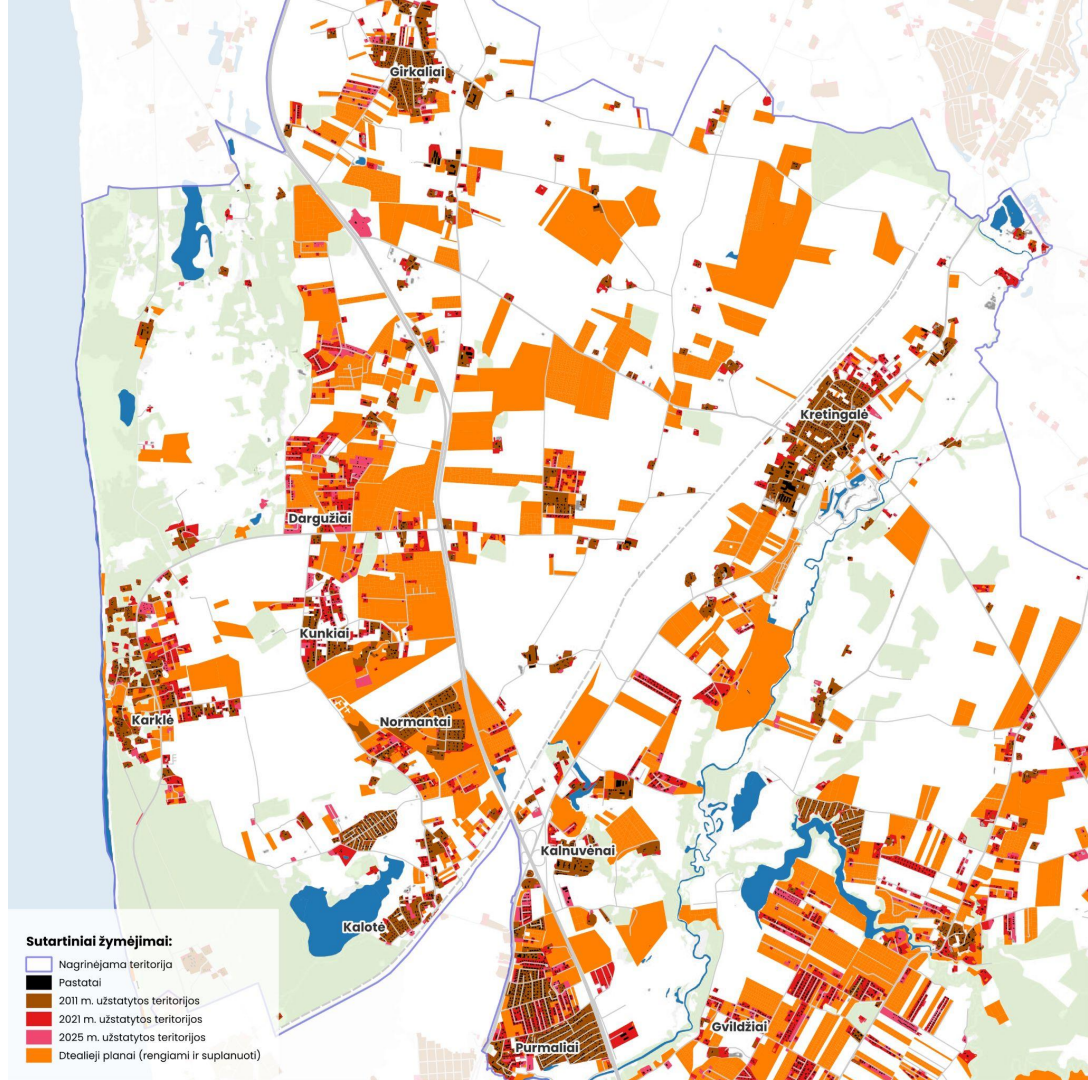 Girkaliai
Kretingalė
Dargužiai
Kunkiai
Karklė
Normantai
Kalnuvėnai
Kalotė
Gvildžiai
Purmaliai
Sutartiniai žymėjimai:
Nagrinėjama teritorija
Pastatai
2011 m. užstatytos teritorijos
2021 m. užstatytos teritorijos
2025 m. užstatytos teritorijos
Dtealieji planai (rengiami ir suplanuoti)